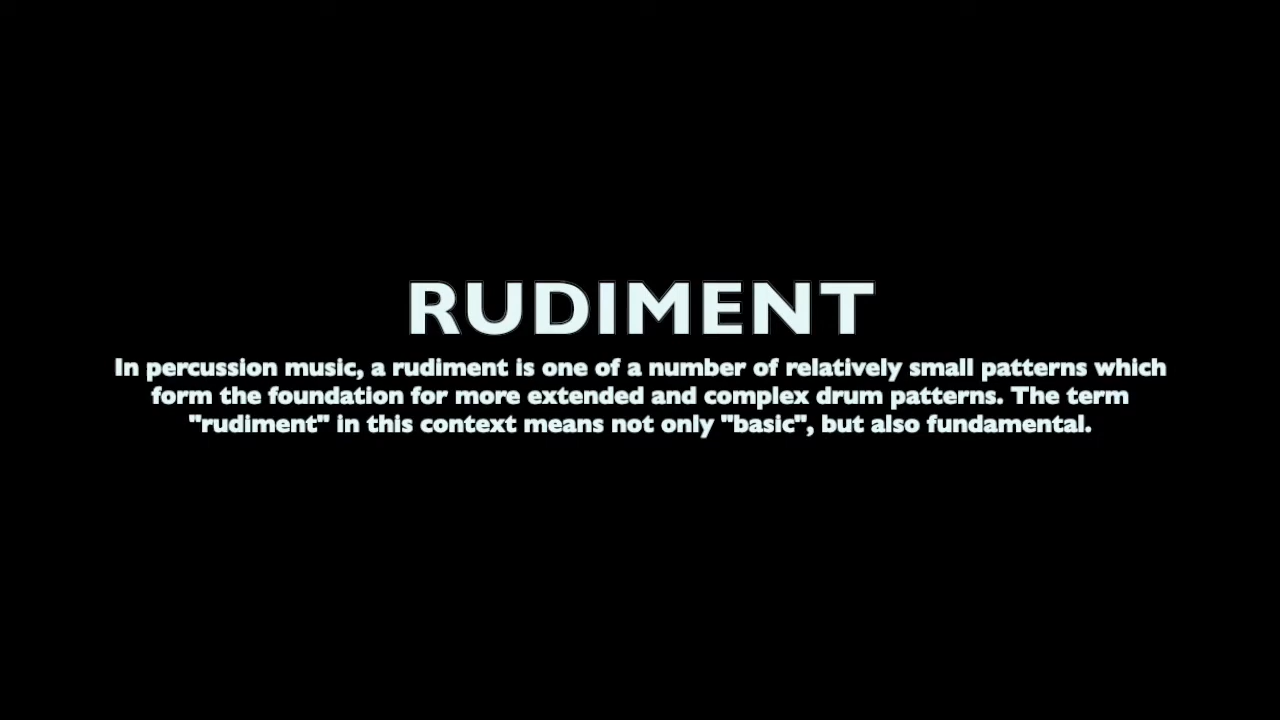 RUDIMENT
In percussion music, a rudiment is one of a number of relatively small patterns which
form the foundation for more extended and complex drum patterns. The term
"rudiment" in this context means not only "basic", but also fundamental.